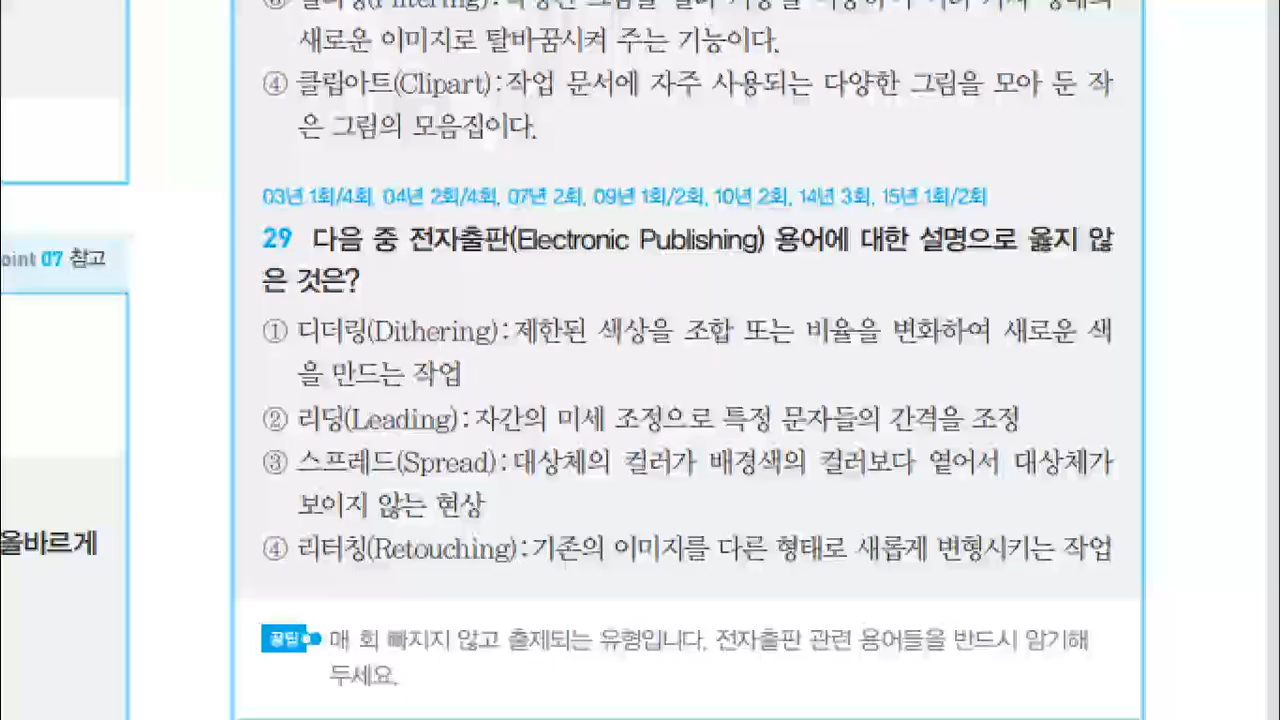 새로운 이미지로 탈바꿈시켜 주는 기능이다.
④ 클립아트(Clipart):작업 문서에 자주 사용되는 다양한 그림을 모아 둔 작
은 그림의 모음집이다.
03년 1회/4회, 04년 2회/4회, 07년 2회, 09년 1회/2회, 10년 2회, 14년 3회, 15년 1회/2회
29 다음 중 전자출판(Electronic Publishing) 용어에 대한 설명으로 옳지 않
은 것은?
① 디더링(Dithering):제한된 색상을 조합 또는 비율을 변화하여 새로운 색
을 만드는 작업
② 리딩(Leading):자간의 미세 조정으로 특정 문자들의 간격을 조정
③ 스프레드(Spread):대상체의 컬러가 배경색의 컬러보다 옅어서 대상체가
보이지 않는 현상
④ 리터칭(Retouching):기존의 이미지를 다른 형태로 새롭게 변형시키는 작업
꿀팁 매 회 빠지지 않고 출제되는 유형입니다. 전자출판 관련 용어들을 반드시 암기해
두세요.
oint 07 참고
올바르게